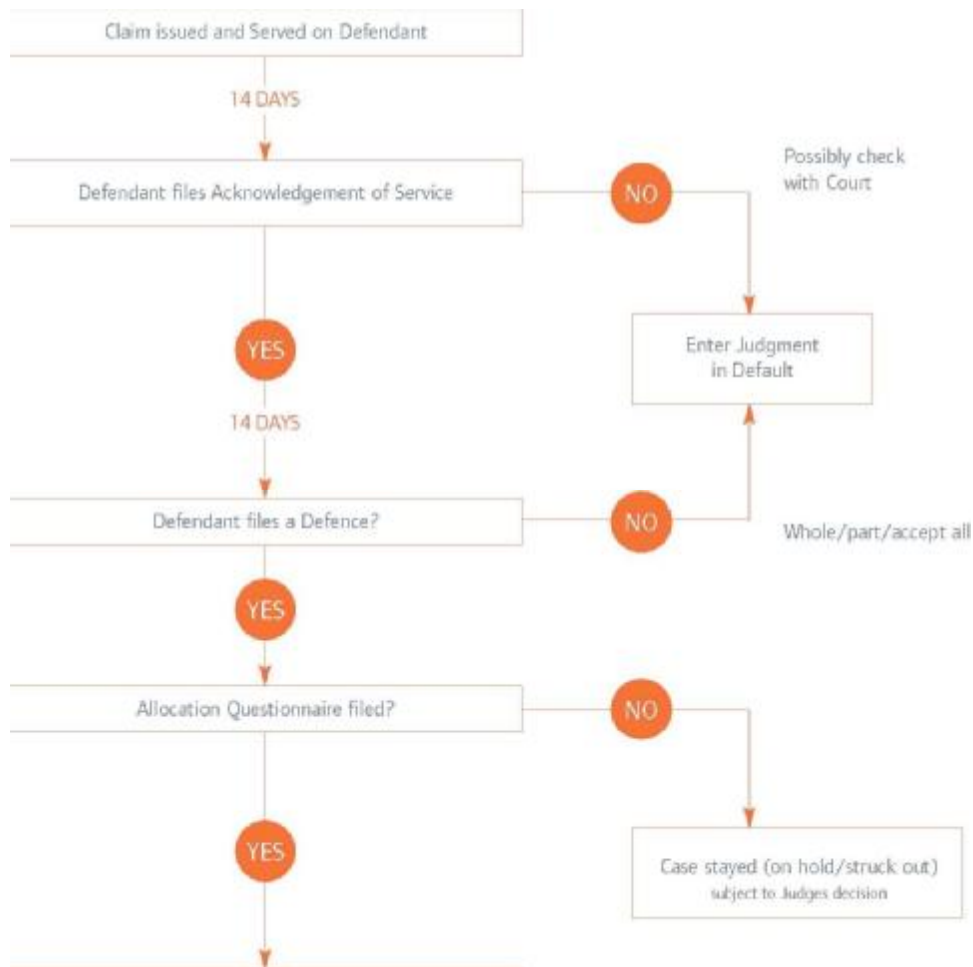 Claim issued and Served on Defendant
14 DAYS
Defendant files Acknowledgement of Service
NO
Possibly check
with Court
YES
Enter Judgment
in Default
14 DAYS
Defendant files a Defence?
NO
Whole/part/accept all
YES
Allocation Questionnaire filed?
NO
YES
Case stayed (on hold/struck out)
subject to Judges decision